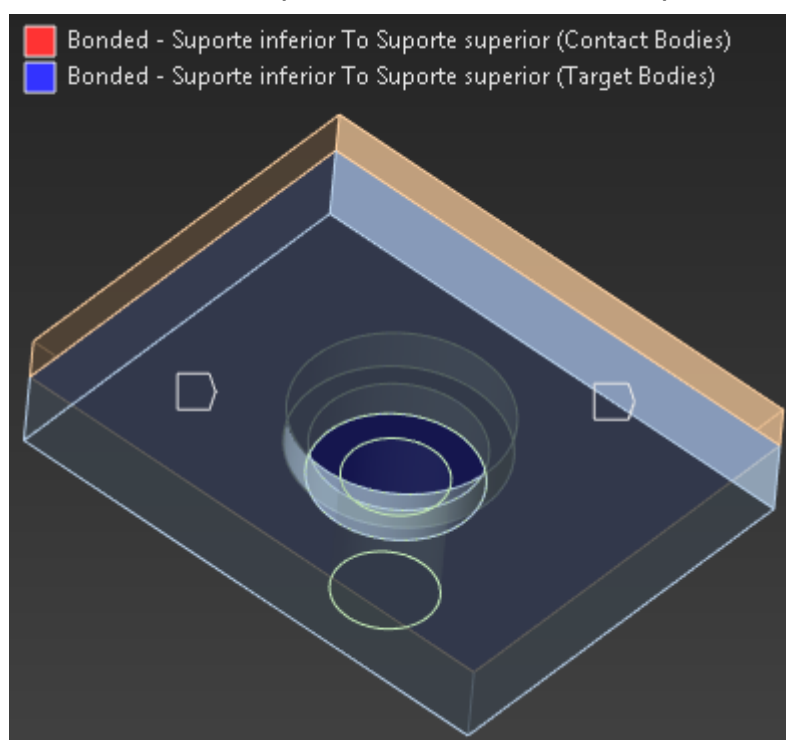 Bonded - Suporte inferior To Suporte superior (Contact Bodies)
Bonded - Suporte inferior To Suporte superior (Target Bodies)